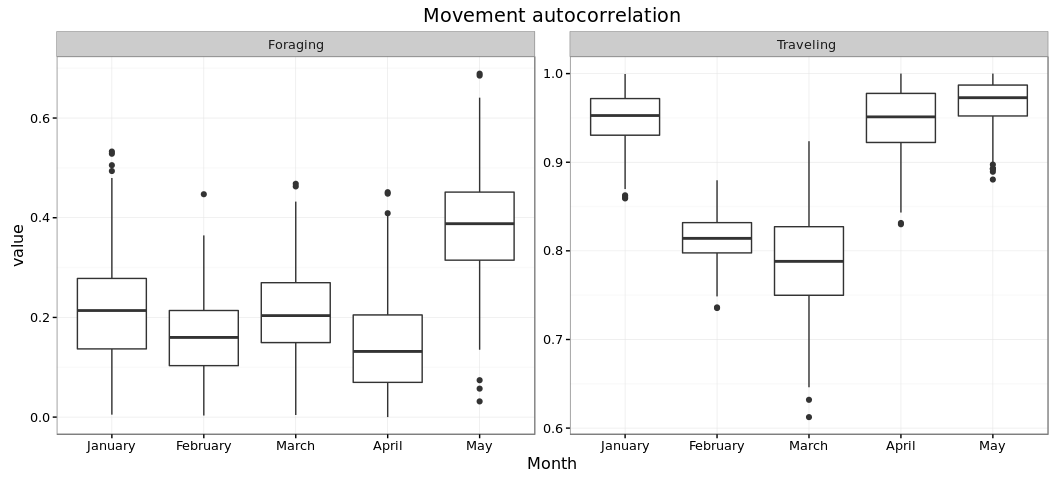 Movement autocorrelation
Foraging
Traveling
value
0.6
0.4
0.2
0.0
1.0
0.9
0.8
0.7
0.6
January February March April May
January February March April May
Month